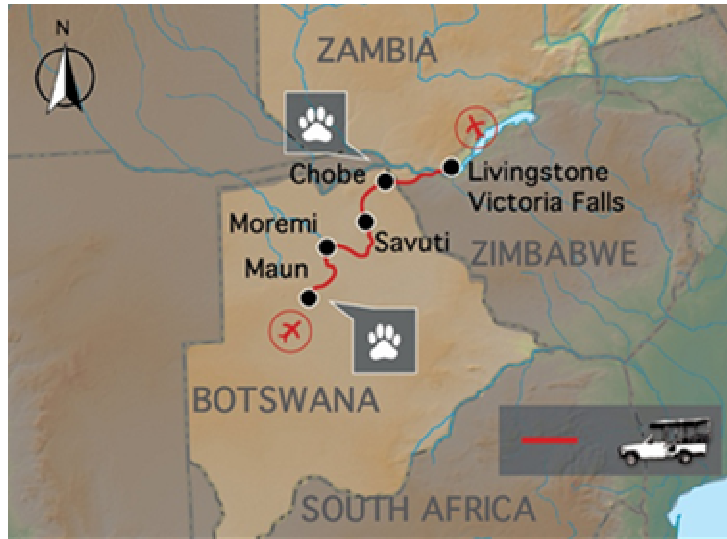 N
ZAMBIA
Chobe
Livingstone
Victoria Falls
Moremi
Savuti
ZIMBABWE
Maun
BOTSWANA
SOUTH AFRICA